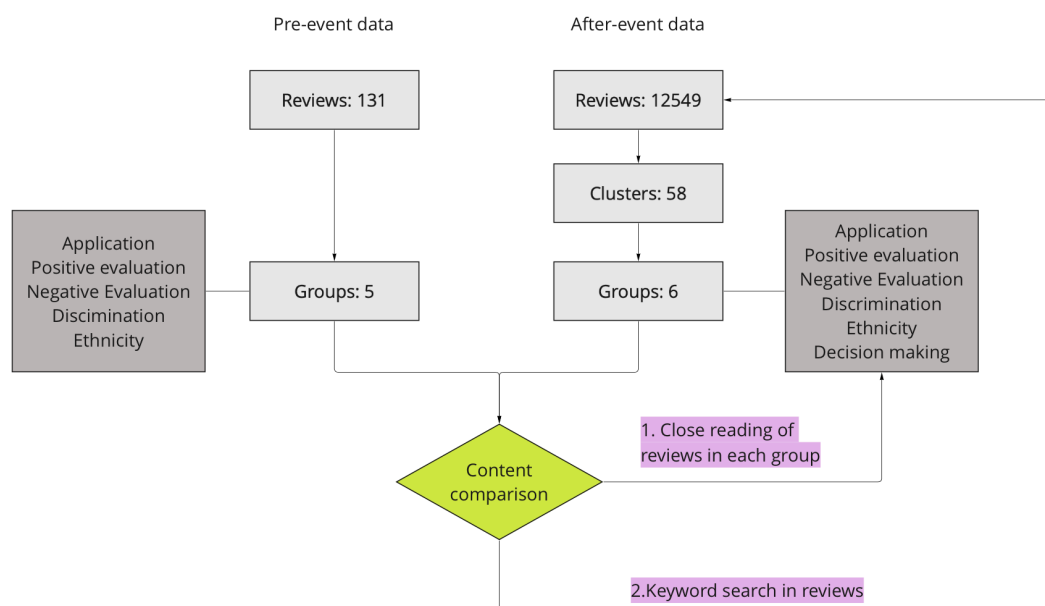 Pre-event data
After-event data
Reviews: 131
Reviews: 12549
Clusters: 58
Application
Positive evaluation
Negative Evaluation
Discimination
Ethnicity
Groups: 5
Groups: 6
Application
Positive evaluation
Negative Evaluation
Discrimination
Ethnicity
Decision making
1. Close reading of
reviews in each group
Content
comparison
2.Keyword search in reviews